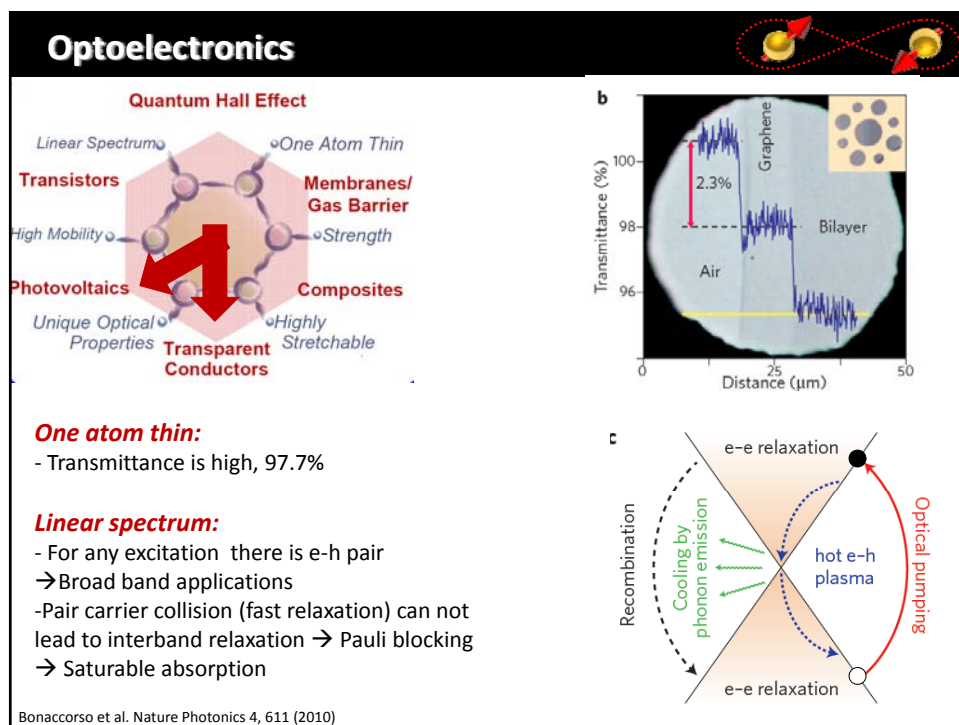 Optoelectronics
Quantum Hall Effect
Linear Spectrum
One Atom Thin
Transistors
Membranes/
Gas Barrier
High Mobility
Strength
Photovoltaics
Composites
Unique Optical
Properties
Highly
Stretchable
Transparent
Conductors
b
Transmittance (%)
100
98
96
2.3%
Graphene
Air
Bilayer
0
25
50
Distance (μm)
One atom thin:
- Transmittance is high, 97.7%
Linear spectrum:
- For any excitation there is e-h pair
→Broad band applications
-Pair carrier collision (fast relaxation) can not
lead to interband relaxation → Pauli blocking
→ Saturable absorption
c
e–e relaxation
Recombination
Cooling by
phonon emission
hot e–h
plasma
Optical pumping
e–e relaxation
Bonaccorso et al. Nature Photonics 4, 611 (2010)